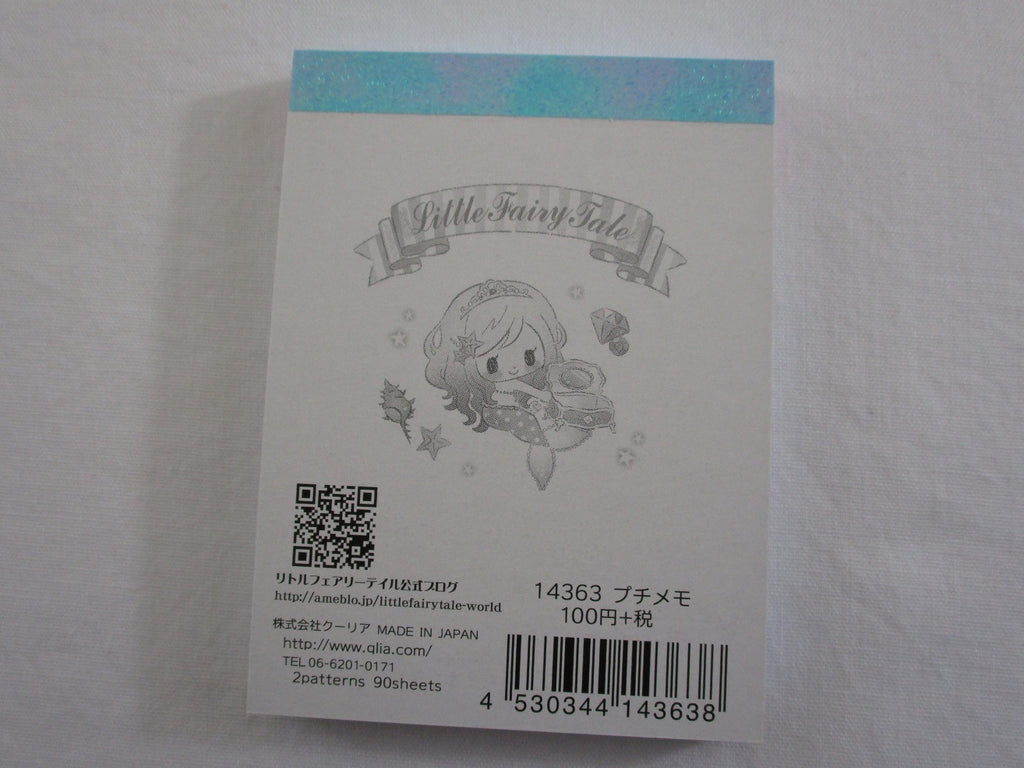 Little Fairy Tale
リトルフェアリーテイル公式ブログ
http://ameblo.jp/littlefairytale-world
株式会社クーリア MADE IN JAPAN
http://www.qlia.com/
TEL 06-6201-0171
2patterns 90sheets
14363 プチメモ
100円+税
4 530344 143638